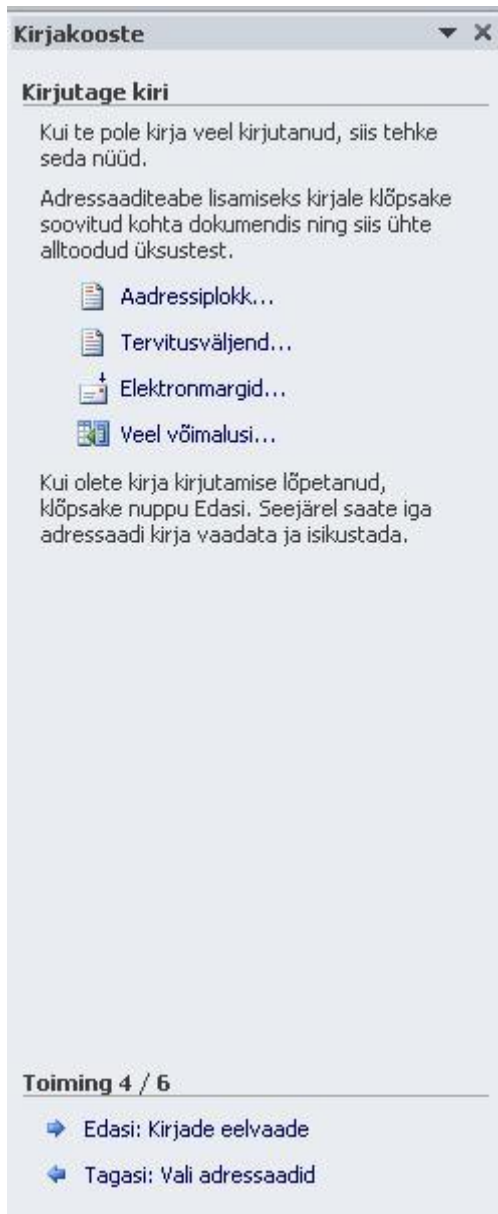 Kirjakooste
Kirjutage kiri
Kui te pole kirja veel kirjutanud, siis tehke
seda nüüd.
Adressaaditeabe lisamiseks kirjale klõpsake
soovitud kohta dokumendis ning siis ühte
alltoodud üksustest.
Aadressiplokk...
Tervitusväljend...
Elektronmargid...
Veel võimalusi...
Kui olete kirja kirjutamise lõpetanud,
klõpsake nuppu Edasi. Seejärel saate iga
adressaadi kirja vaadata ja isikustada.
Toiming 4 / 6
Edasi: Kirjade eelvaade
Tagasi: Vali adressaadid